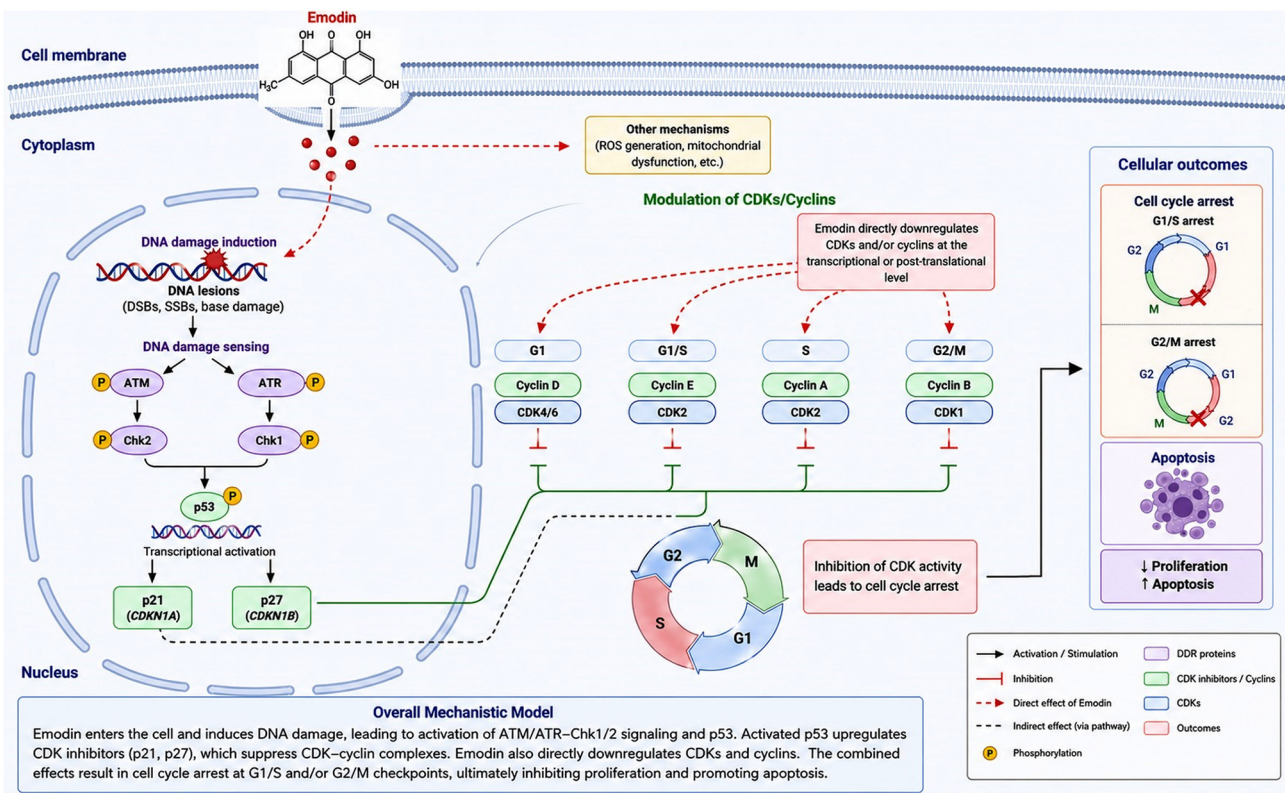 Emodin
OH
O
OH
H₃C
OH
O
Cell membrane
Cytoplasm
Other mechanisms
(ROS generation, mitochondrial
dysfunction, etc.)
Modulation of CDKs/Cyclins
Emodin directly downregulates
CDKs and/or cyclins at the
transcriptional or post-translational
level
DNA damage induction
DNA lesions
(DSBs, SSBs, base damage)
DNA damage sensing
P
ATM
ATR
P
P
Chk2
Chk1
P
p53
P
Transcriptional activation
p21
(CDKN1A)
p27
(CDKN1B)
Nucleus
G1
G1/S
S
G2/M
Cyclin D
Cyclin E
Cyclin A
Cyclin B
CDK4/6
CDK2
CDK2
CDK1
G2
M
S
G1
Inhibition of CDK activity
leads to cell cycle arrest
Cellular outcomes
Cell cycle arrest
G1/S arrest
G2
G1
M
G2/M arrest
G2
G1
M
G2
Apoptosis
↓ Proliferation
↑ Apoptosis
Activation / Stimulation
Inhibition
Direct effect of Emodin
Indirect effect (via pathway)
P
Phosphorylation
DDR proteins
CDK inhibitors / Cyclins
CDKs
Outcomes
Overall Mechanistic Model
Emodin enters the cell and induces DNA damage, leading to activation of ATM/ATR–Chk1/2 signaling and p53. Activated p53 upregulates
CDK inhibitors (p21, p27), which suppress CDK–cyclin complexes. Emodin also directly downregulates CDKs and cyclins. The combined
effects result in cell cycle arrest at G1/S and/or G2/M checkpoints, ultimately inhibiting proliferation and promoting apoptosis.